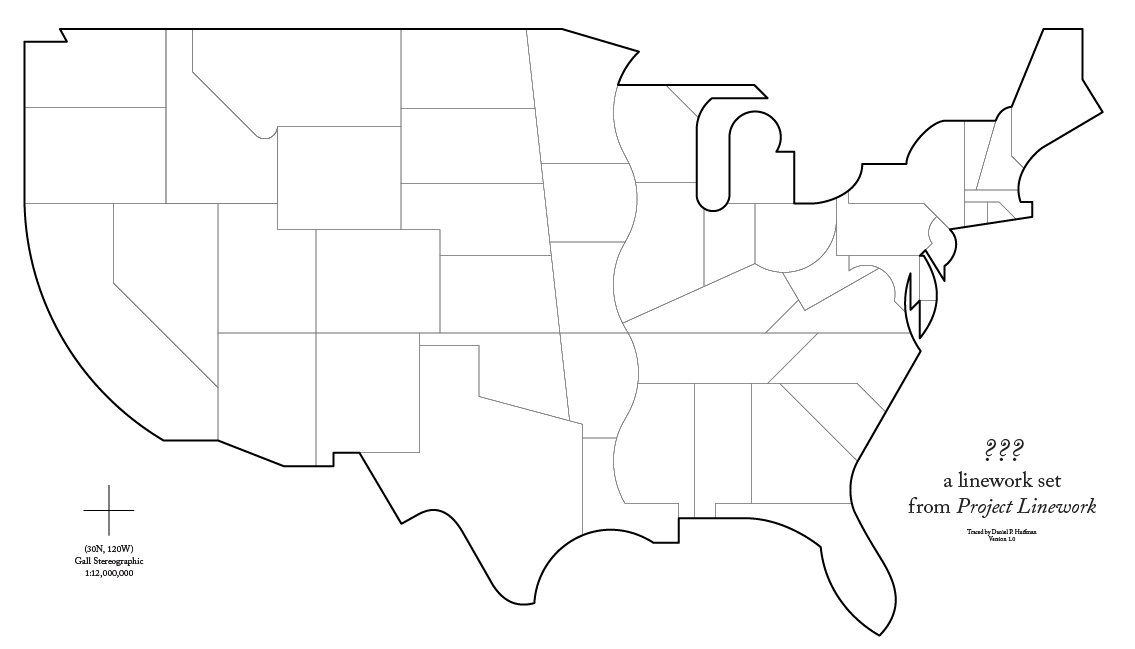 ???
a linework set
from Project Linework
Traced by Daniel P. Huffman
Version 1.0
(30N, 120W)
Gall Stereographic
1:12,000,000